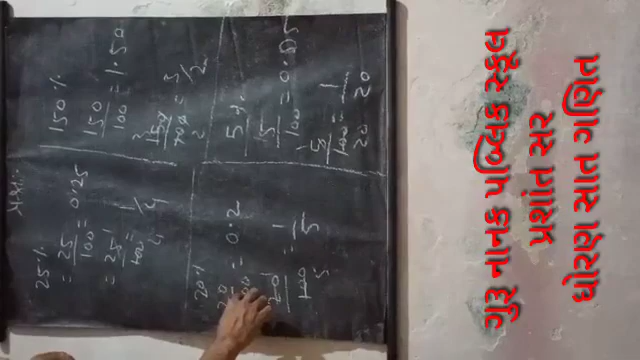 પ્રશ્ન:-
25%
= 25/100 = 0.25
= 25/100 = 1/4
150%
150/100 = 1.50
150/100 = 3/2
20%
20/100 = 0.2
20/100 = 1/5
5%
5/100 = 0.05
5/100 = 1/20
ગુરુ નાનક પબ્લિક સ્કૂલ
પ્રશાંત સર
ધોરણ સાત ગણિત